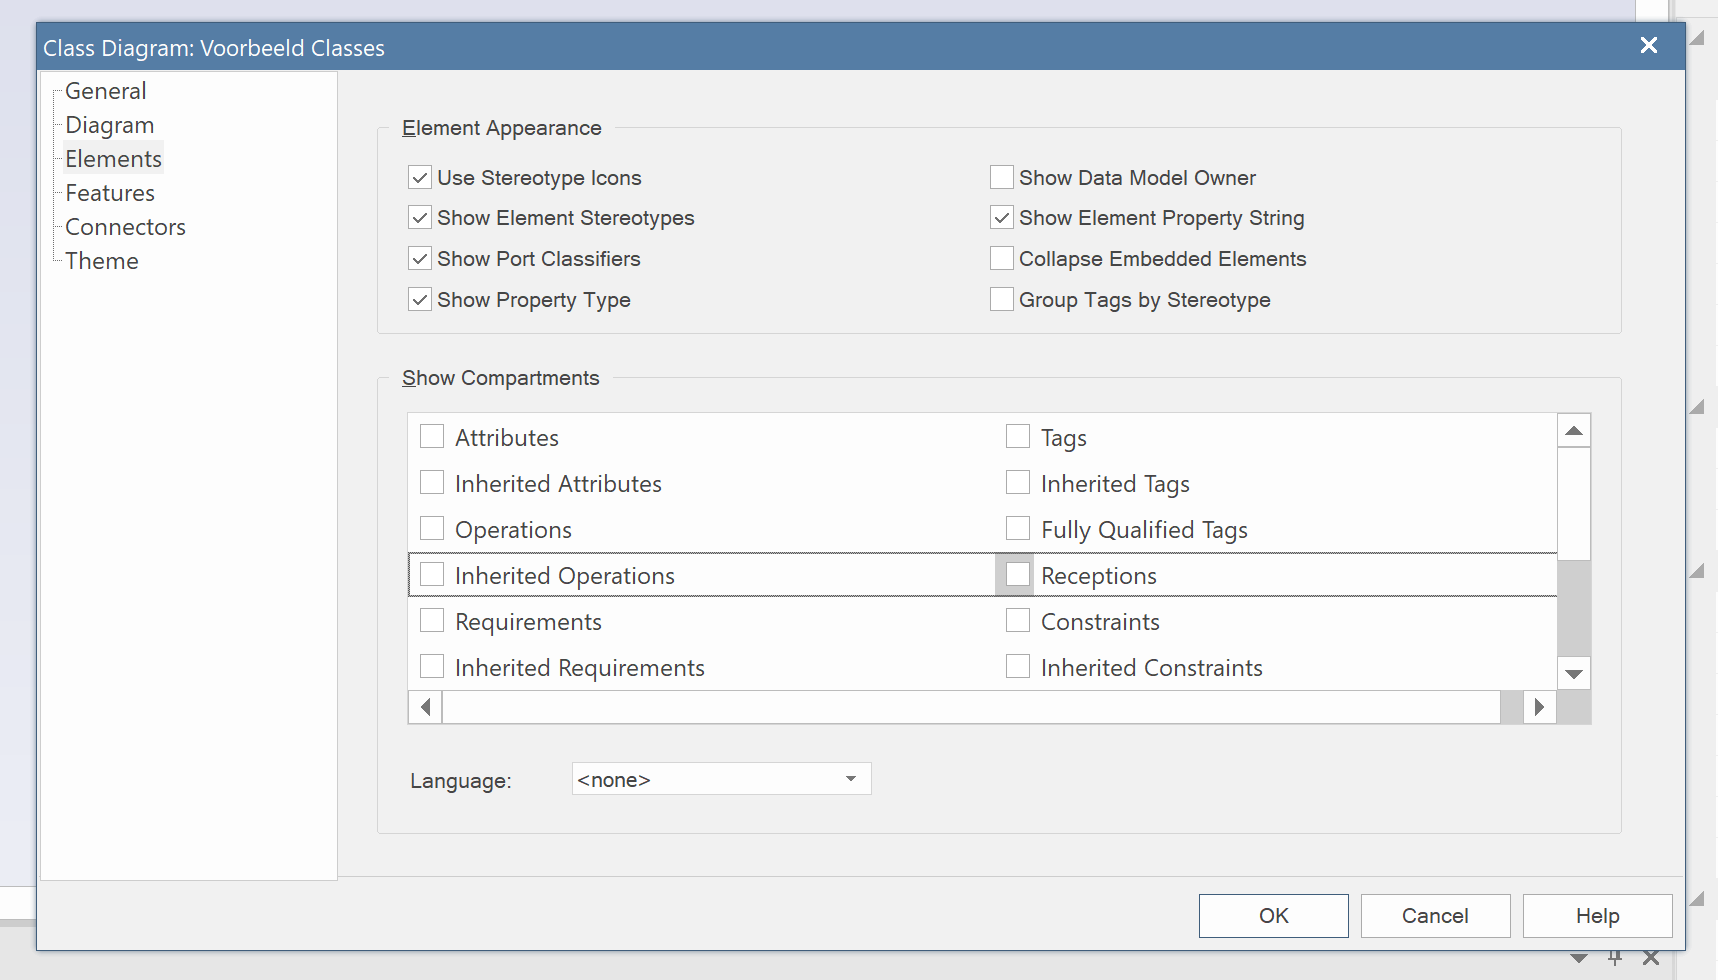 Class Diagram: Voorbeeld Classes
General
Diagram
Elements
Features
Connectors
Theme
Element Appearance
Use Stereotype Icons
Show Data Model Owner
Show Element Stereotypes
Show Element Property String
Show Port Classifiers
Collapse Embedded Elements
Show Property Type
Group Tags by Stereotype
Show Compartments
Attributes
Tags
Inherited Attributes
Inherited Tags
Operations
Fully Qualified Tags
Inherited Operations
Receptions
Requirements
Constraints
Inherited Requirements
Inherited Constraints
Language:
<none>
OK
Cancel
Help